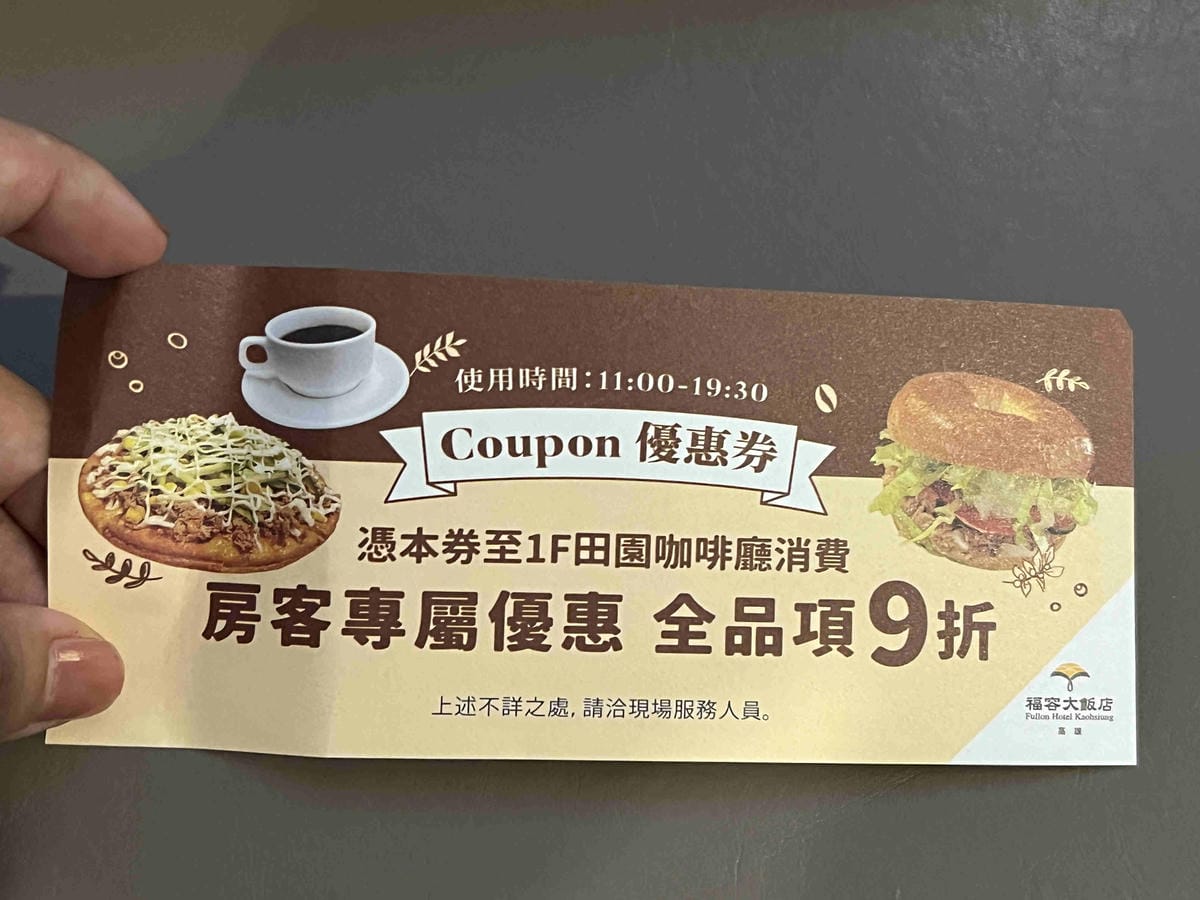 使用時間：11:00-19:30
Coupon 優惠券
憑本券至1F田園咖啡廳消費
房客專屬優惠 全品項9折
上述不詳之處, 請洽現場服務人員。
福容大飯店
Fullon Hotel Kaohsiung
高雄